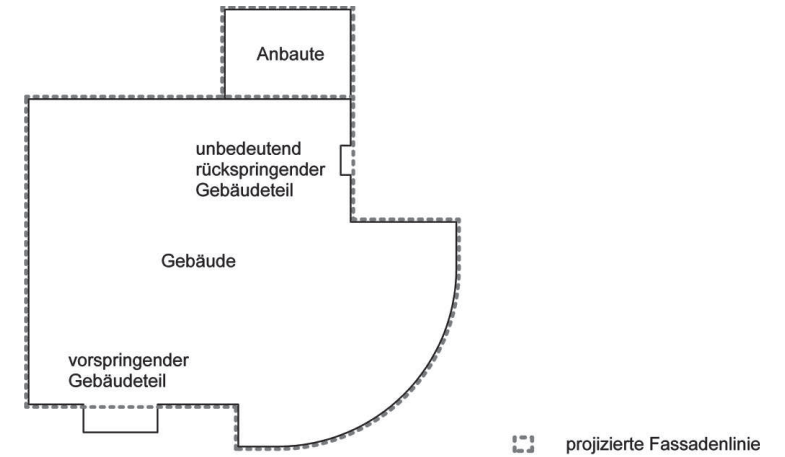 Anbaute
unbedeutend
rückspringender
Gebäudeteil
Gebäude
vorspringender
Gebäudeteil
projizierte Fassadenlinie